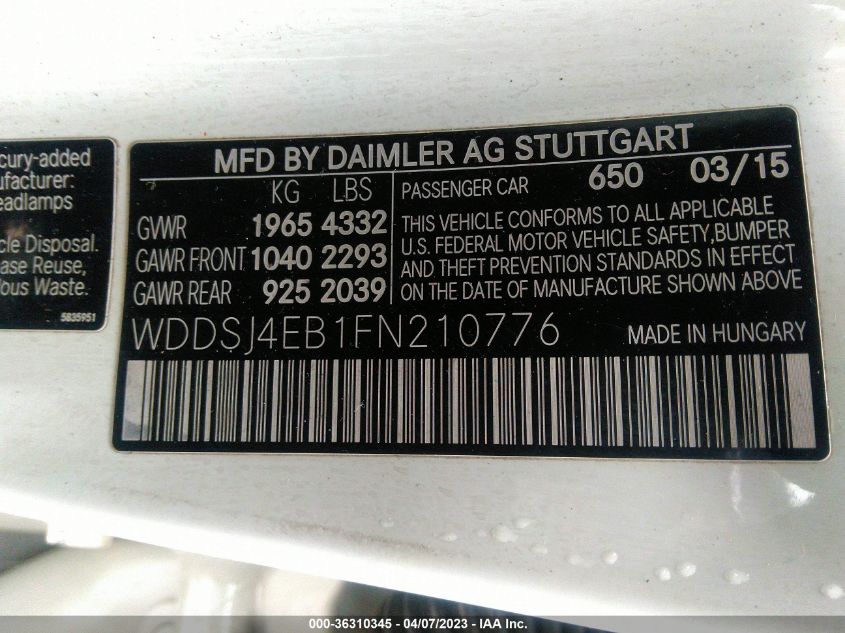 cury-added
ufacturer:
eadlamps
cle Disposal.
ase Reuse,
lous Waste.
5835951
MFD BY DAIMLER AG STUTTGART
KG LBS
GVWR 1965 4332
GAWR FRONT 1040 2293
GAWR REAR 925 2039
PASSENGER CAR 650 03/15
THIS VEHICLE CONFORMS TO ALL APPLICABLE
U.S. FEDERAL MOTOR VEHICLE SAFETY,BUMPER
AND THEFT PREVENTION STANDARDS IN EFFECT
ON THE DATE OF MANUFACTURE SHOWN ABOVE
WDDSJ4EB1FN210776 MADE IN HUNGARY
000-36310345 - 04/07/2023 - IAA Inc.